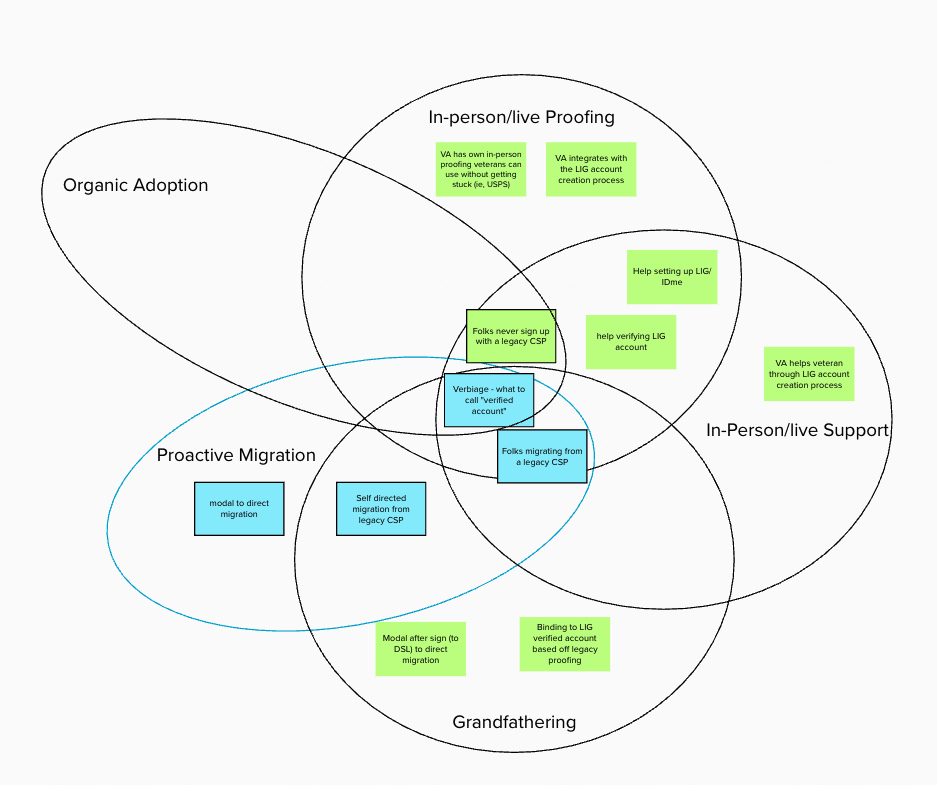 In-person/live Proofing
VA has own in-person
proofing veterans can
use without getting
stuck (ie, USPS)
VA integrates with
the LIG account
creation process
Organic Adoption
Help setting up LIG/
IDme
Folks never sign up
with a legacy CSP
help verifying LIG
account
VA helps veteran
through LIG account
creation process
Verbiage - what to
call "verified
account"
In-Person/live Support
Proactive Migration
Folks migrating from
a legacy CSP
modal to direct
migration
Self directed
migration from
legacy CSP
Modal after sign (to
DSL) to direct
migration
Binding to LIG
verified account
based off legacy
proofing
Grandfathering